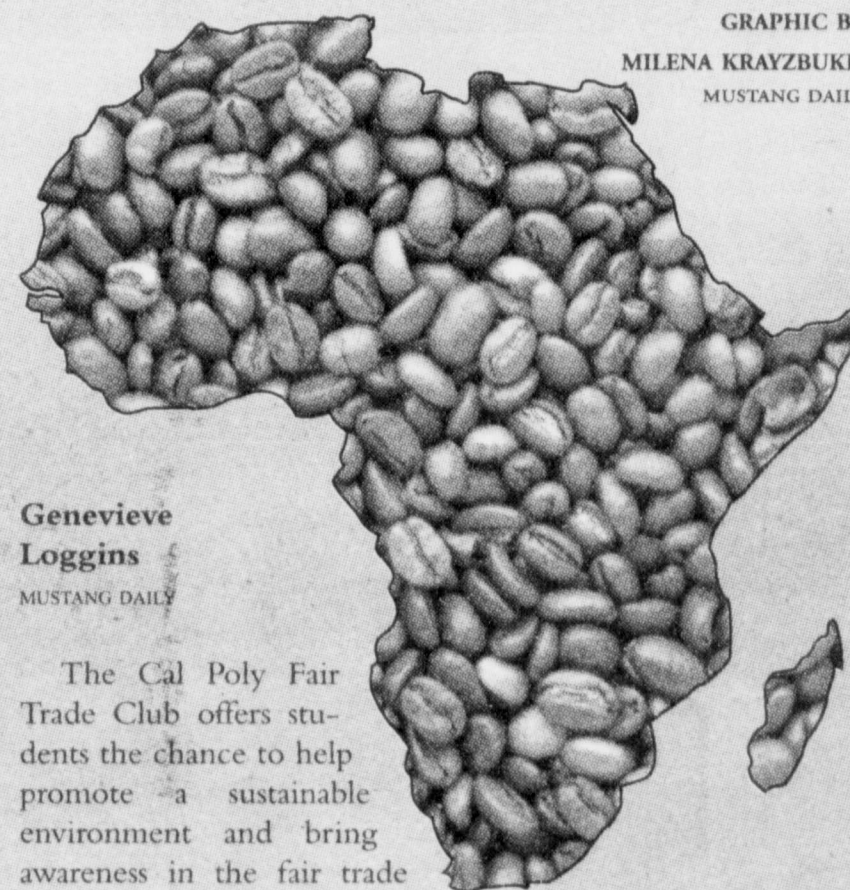 GRAPHIC B
MILENA KRAYZBUK
MUSTANG DAIL
Genevieve
Loggins
MUSTANG DAILY
The Cal Poly Fair
Trade Club offers stu-
dents the chance to help
promote a sustainable
environment and bring
awareness in the fair trade